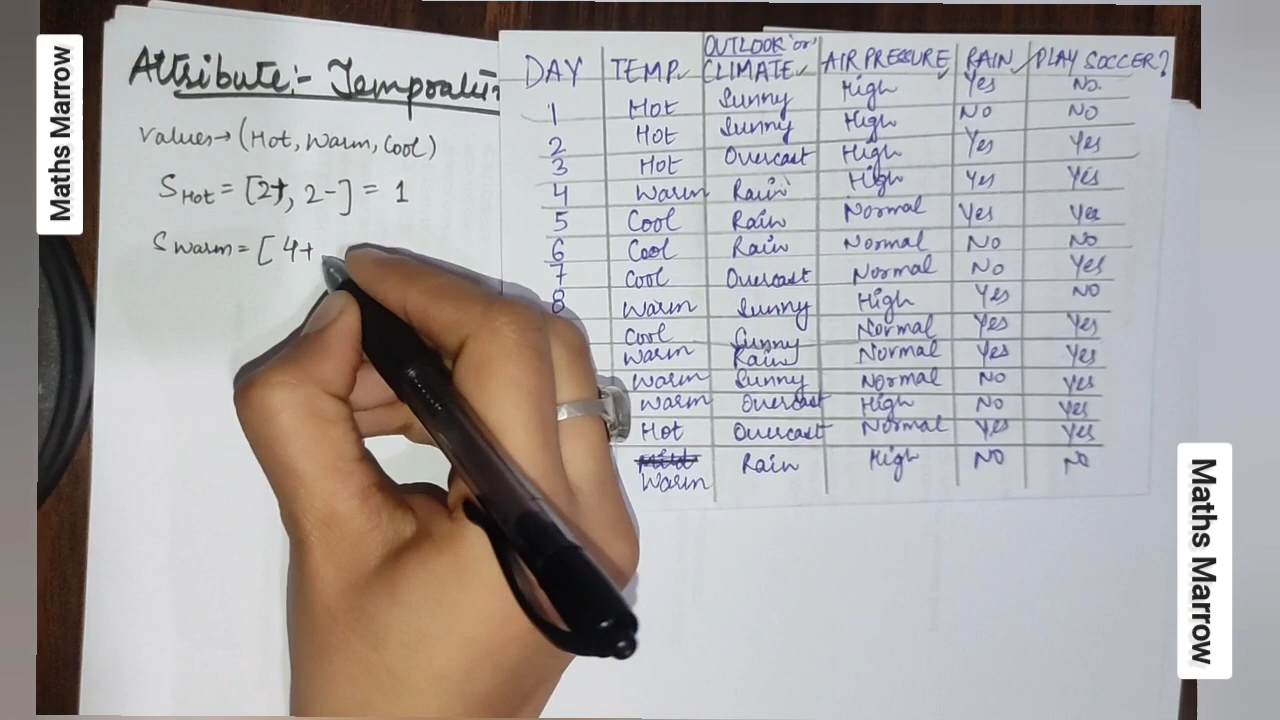 Maths Marrow
Attribute:- Tempratur
Values→(Hot, Warm, Cool)
S Hot = [2+, 2-] = 1
S Warm = [ 4+
DAY TEMP. OUTLOOK 'or' CLIMATE AIR PRESSURE RAIN PLAY SOCCER?
1 Hot Sunny High Yes No.
2 Hot Sunny High No No
3 Hot Overcast High Yes Yes
4 Warm Rain High Yes Yes
5 Cool Rain Normal Yes Yes
6 Cool Rain Normal No No
7 Cool Overcast Normal No Yes
8 Warm Sunny High Yes No
Cool Sunny Normal Yes Yes
Warm Rain Normal Yes Yes
Warm Sunny Normal No Yes
Warm Overcast High No Yes
Hot Overcast Normal Yes Yes
Mild Warm Rain High No No
Maths Marrow